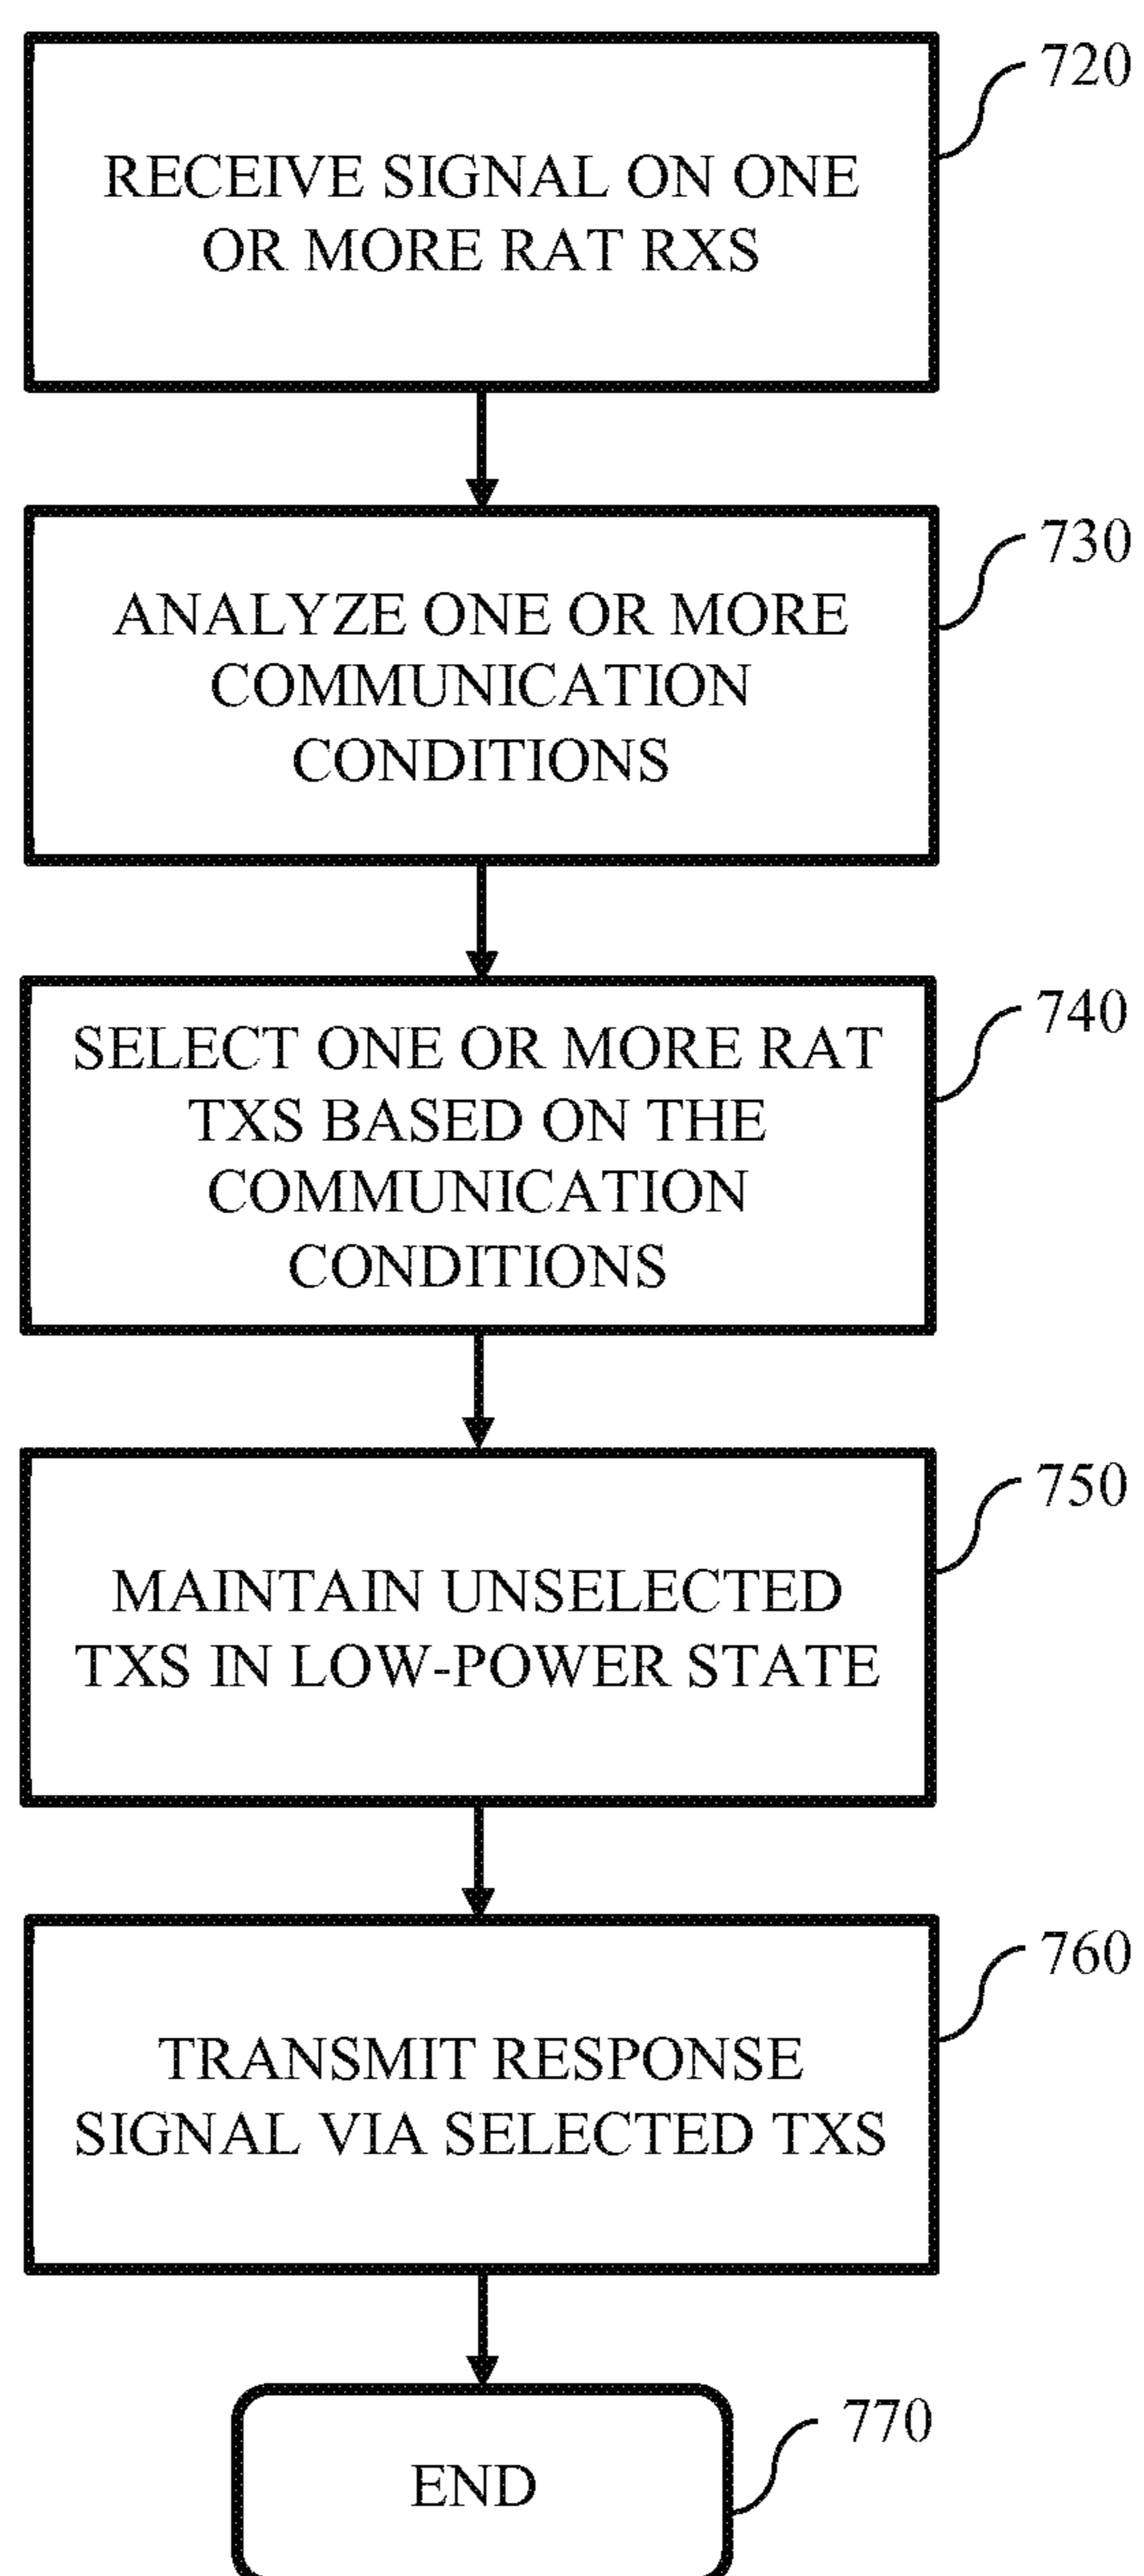 720
RECEIVE SIGNAL ON ONE
OR MORE RAT RXS
730
ANALYZE ONE OR MORE
COMMUNICATION
CONDITIONS
740
SELECT ONE OR MORE RAT
TXS BASED ON THE
COMMUNICATION
CONDITIONS
750
MAINTAIN UNSELECTED
TXS IN LOW-POWER STATE
760
TRANSMIT RESPONSE
SIGNAL VIA SELECTED TXS
770
END